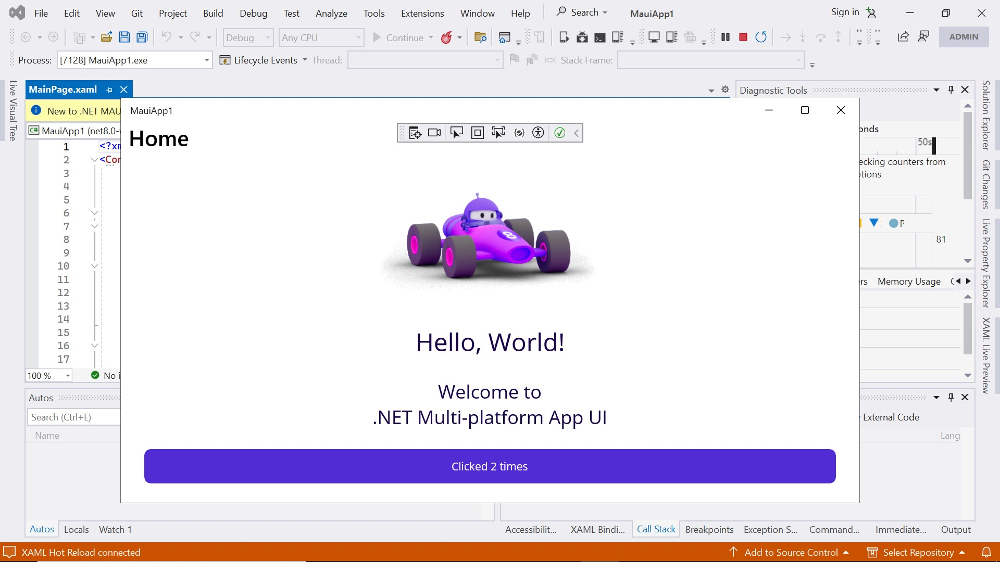 File Edit View Git Project Build Debug Test Analyze Tools Extensions Window Help Search MauiApp1 Sign in
Debug Any CPU Continue ADMIN
Process: [7128] MauiApp1.exe Lifecycle Events Thread: Stack Frame:
Live Visual Tree
MainPage.xaml
New to .NET MAU
MauiApp1 (net8.0-
1 <?xm
2 <Con
3
4
5
6
7
8
9
10
11
12
13
14
15
16
17
100 % No i
MauiApp1
Home
8
Hello, World!
Welcome to
.NET Multi-platform App UI
Clicked 2 times
Diagnostic Tools
onds
50s
ecking counters from
otions
P
81
rs Memory Usage
Solution Explorer
Git Changes
Live Property Explorer
XAML Live Preview
Autos
Search (Ctrl+E)
Name
External Code
Lang
Autos Locals Watch 1
Accessibilit... XAML Bindi... Call Stack Breakpoints Exception S... Command... Immediate... Output
XAML Hot Reload connected Add to Source Control Select Repository